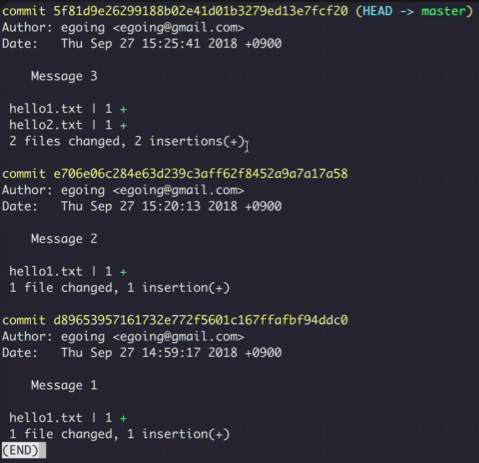 commit 5f81d9e26299188b02e41d01b3279ed13e7fcf20 (HEAD -> master)
Author: egoing <egoing@gmail.com>
Date:   Thu Sep 27 15:25:41 2018 +0900
Message 3
hello1.txt | 1 +
hello2.txt | 1 +
2 files changed, 2 insertions(+)
commit e706e06c284e63d239c3aff62f8452a9a7a17a58
Author: egoing <egoing@gmail.com>
Date:   Thu Sep 27 15:20:13 2018 +0900
Message 2
hello1.txt | 1 +
1 file changed, 1 insertion(+)
commit d89653957161732e772f5601c167ffafbf94ddc0
Author: egoing <egoing@gmail.com>
Date:   Thu Sep 27 14:59:17 2018 +0900
Message 1
hello1.txt | 1 +
1 file changed, 1 insertion(+)
(END)